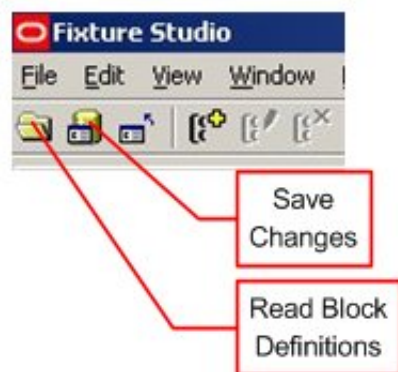 Fixture Studio
File Edit View Window
Save
Changes
Read Block
Definitions